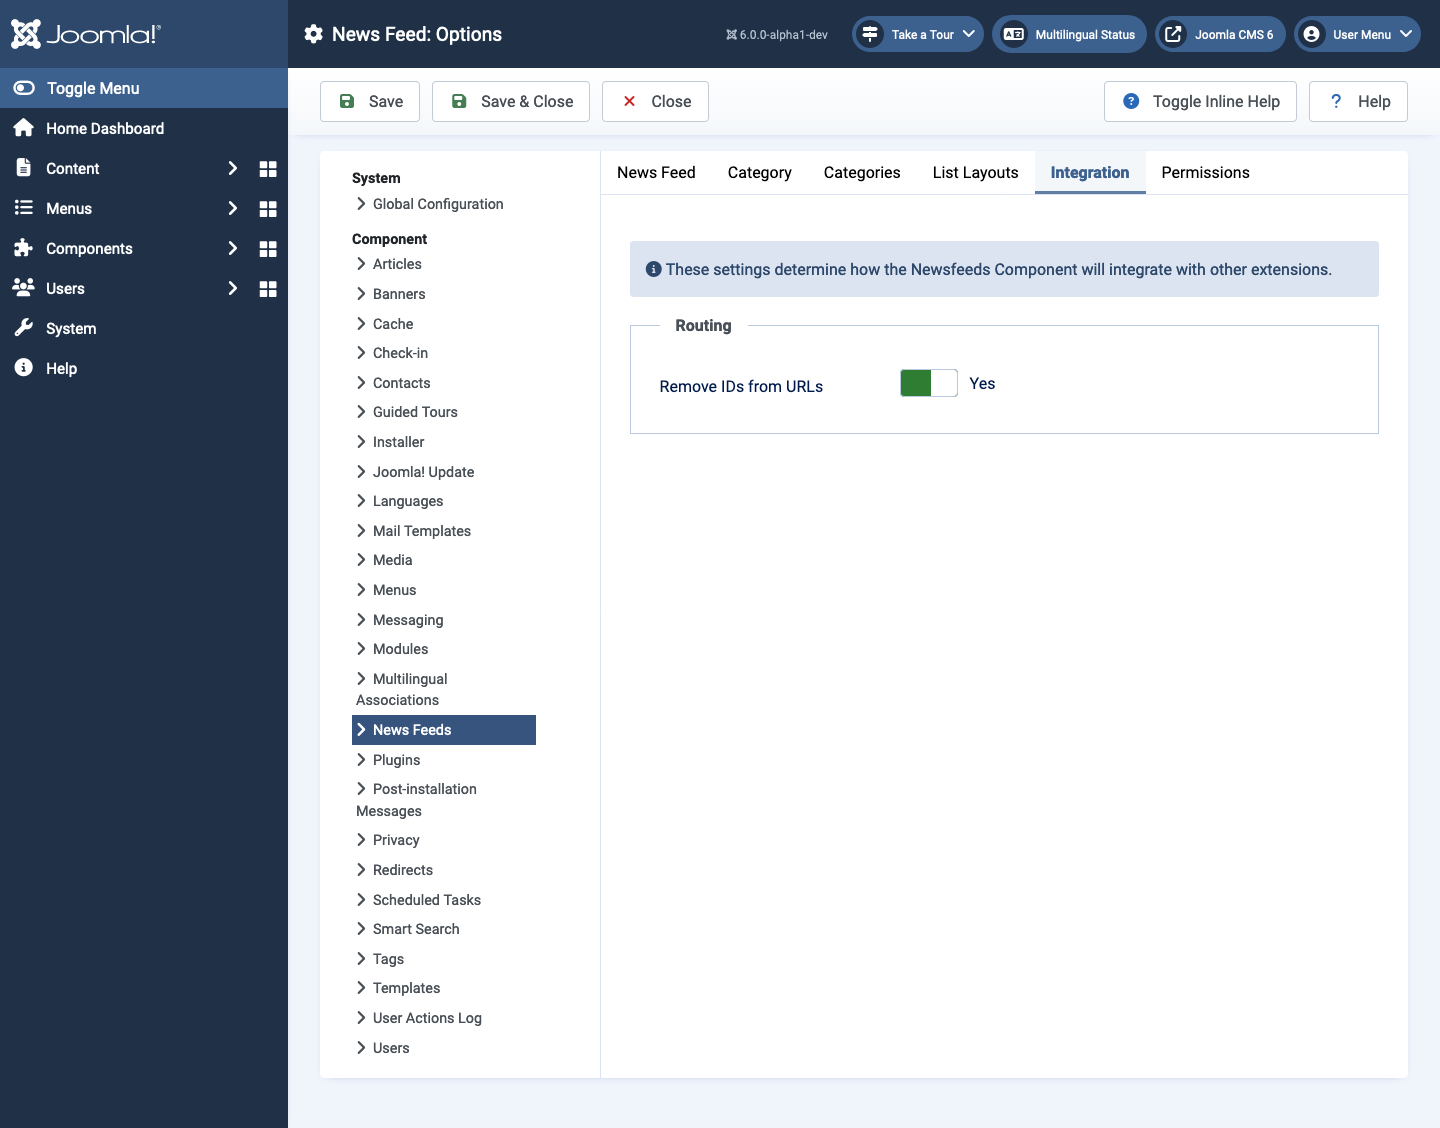 Joomla!®
News Feed: Options
6.0.0-alpha1-dev
Take a Tour
Multilingual Status
Joomla CMS 6
User Menu
Toggle Menu
Home Dashboard
Content
Menus
Components
Users
System
Help
Save
Save & Close
Close
Toggle Inline Help
Help
System
Global Configuration
Component
Articles
Banners
Cache
Check-in
Contacts
Guided Tours
Installer
Joomla! Update
Languages
Mail Templates
Media
Menus
Messaging
Modules
Multilingual
Associations
News Feeds
Plugins
Post-installation
Messages
Privacy
Redirects
Scheduled Tasks
Smart Search
Tags
Templates
User Actions Log
Users
News Feed
Category
Categories
List Layouts
Integration
Permissions
These settings determine how the Newsfeeds Component will integrate with other extensions.
Routing
Remove IDs from URLs
Yes